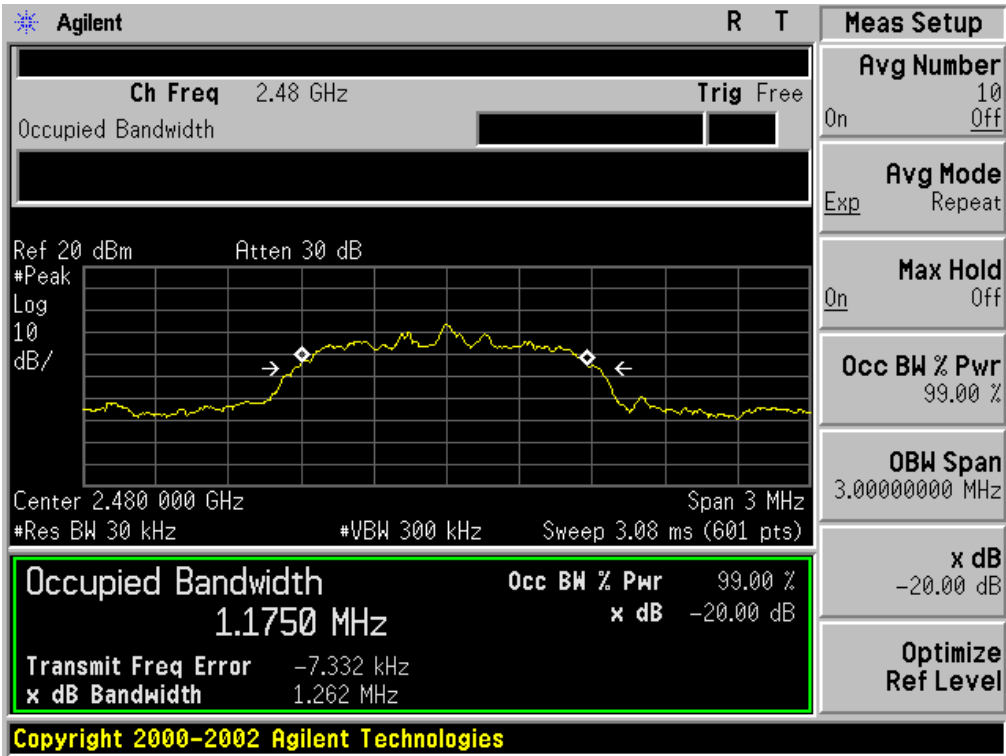 Agilent R T
Ch Freq 2.48 GHz Trig Free
Occupied Bandwidth
Ref 20 dBm Atten 30 dB
#Peak
Log
10
dB/
Center 2.480 000 GHz Span 3 MHz
#Res BW 30 kHz #VBW 300 kHz Sweep 3.08 ms (601 pts)
Occupied Bandwidth Occ BW % Pwr 99.00 %
1.1750 MHz x dB -20.00 dB
Transmit Freq Error -7.332 kHz
x dB Bandwidth 1.262 MHz
Copyright 2000-2002 Agilent Technologies
Meas Setup
Avg Number
10
On Off
Avg Mode
Exp Repeat
Max Hold
On Off
Occ BW % Pwr
99.00 %
OBW Span
3.00000000 MHz
x dB
-20.00 dB
Optimize
Ref Level